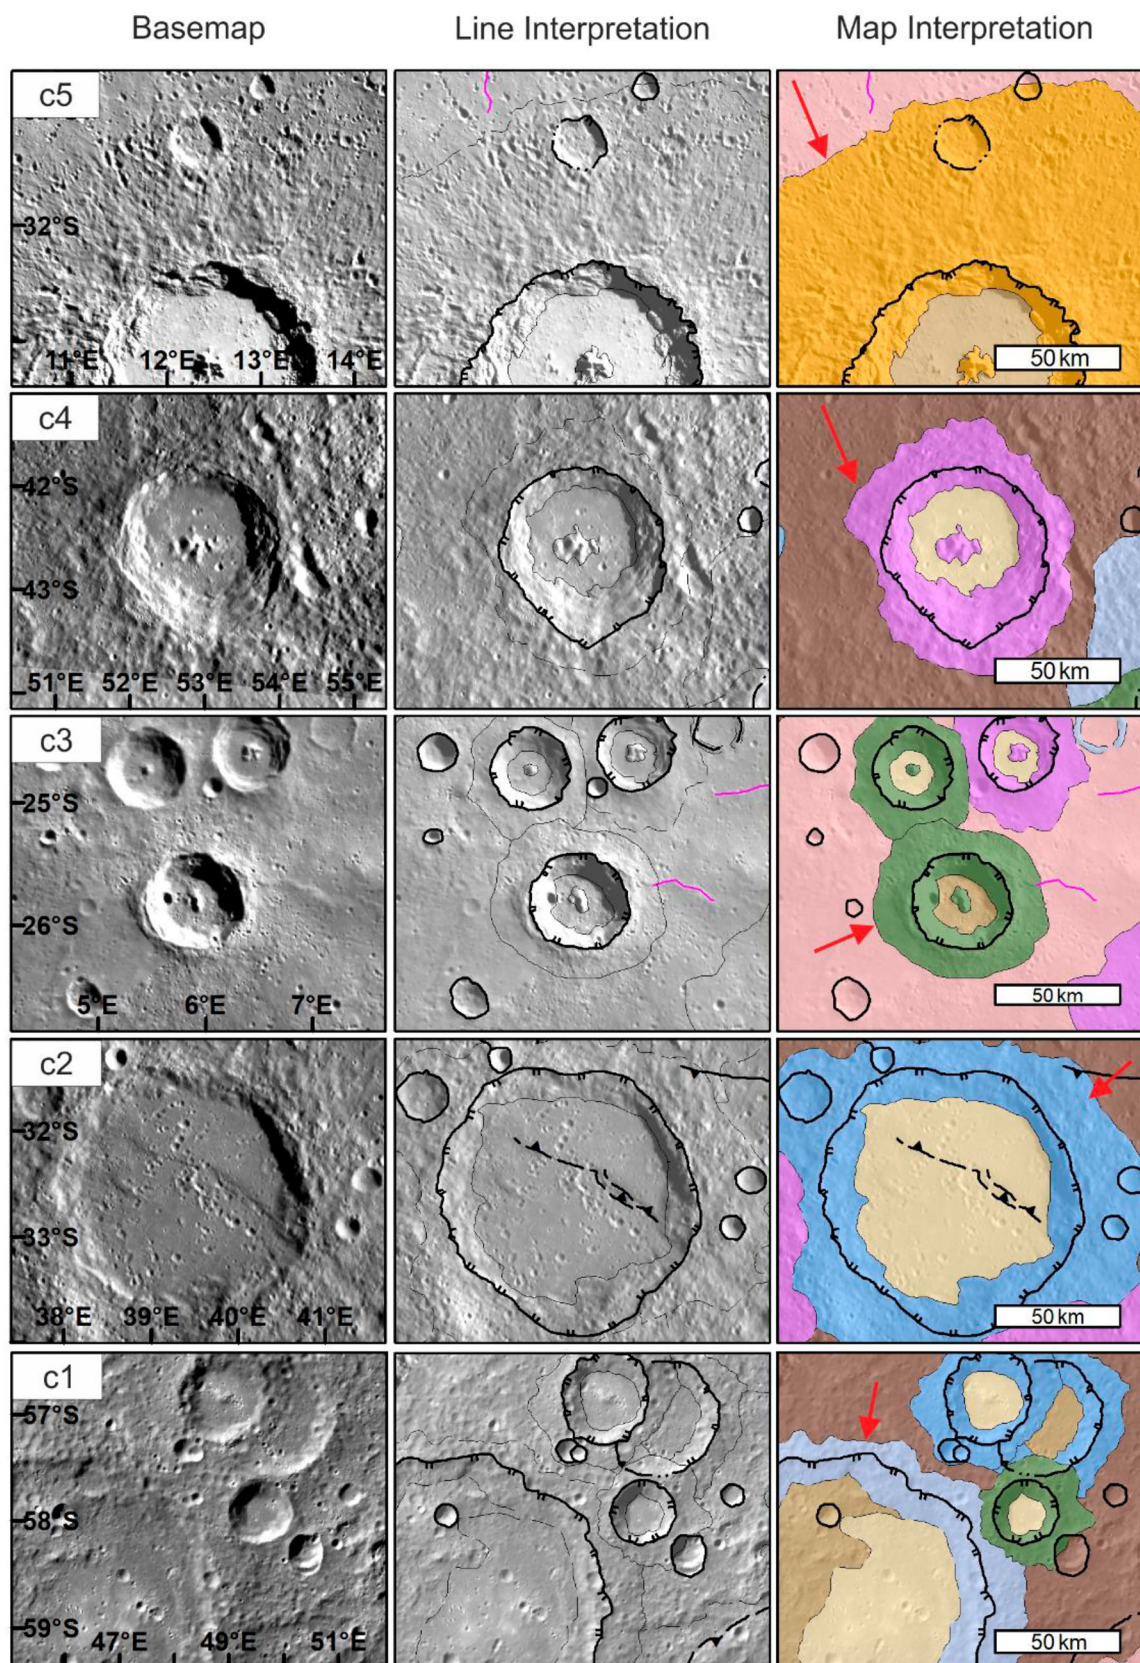 Basemap Line Interpretation Map Interpretation
c5
32°S
11°E 12°E 13°E 14°E
50 km
c4
42°S
43°S
51°E 52°E 53°E 54°E 55°E
50 km
c3
25°S
26°S
5°E 6°E 7°E
50 km
c2
32°S
33°S
38°E 39°E 40°E 41°E
50 km
c1
57°S
58°S
59°S
47°E 49°E 51°E
50 km